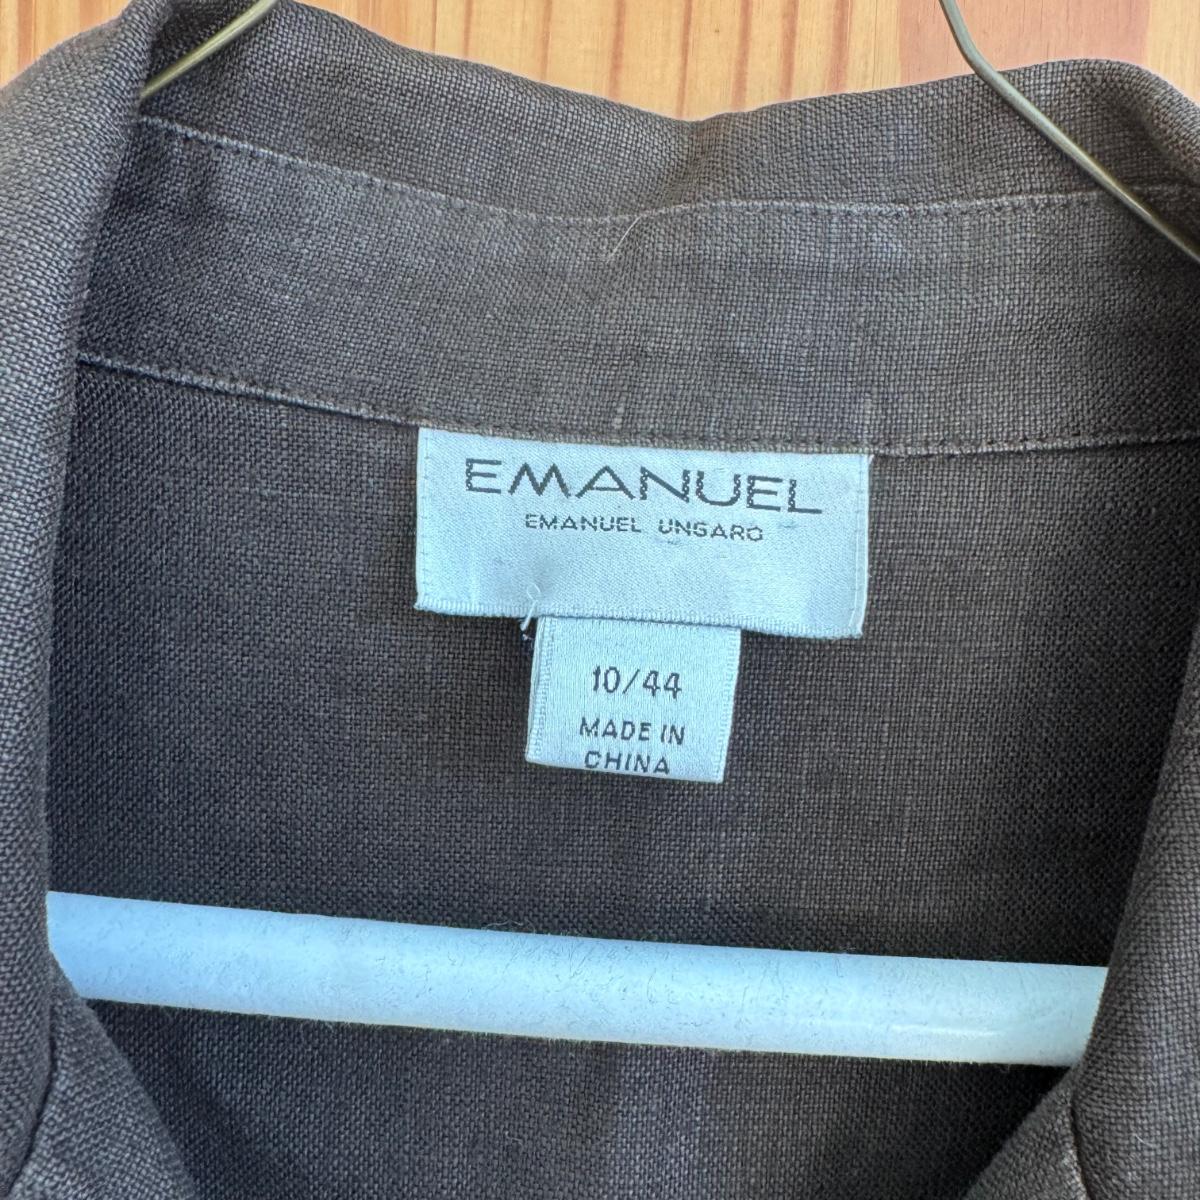 EMANUEL
EMANUEL UNGARO
10/44
MADE IN
CHINA